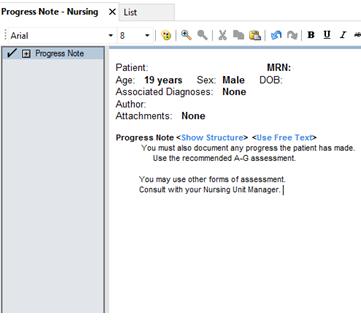 Progress Note - Nursing X List
Arial 8 B U I
Progress Note
Patient: MRN:
Age: 19 years Sex: Male DOB:
Associated Diagnoses: None
Author:
Attachments: None
Progress Note <Show Structure> <Use Free Text>
You must also document any progress the patient has made.
Use the recommended A-G assessment.
You may use other forms of assessment.
Consult with your Nursing Unit Manager.